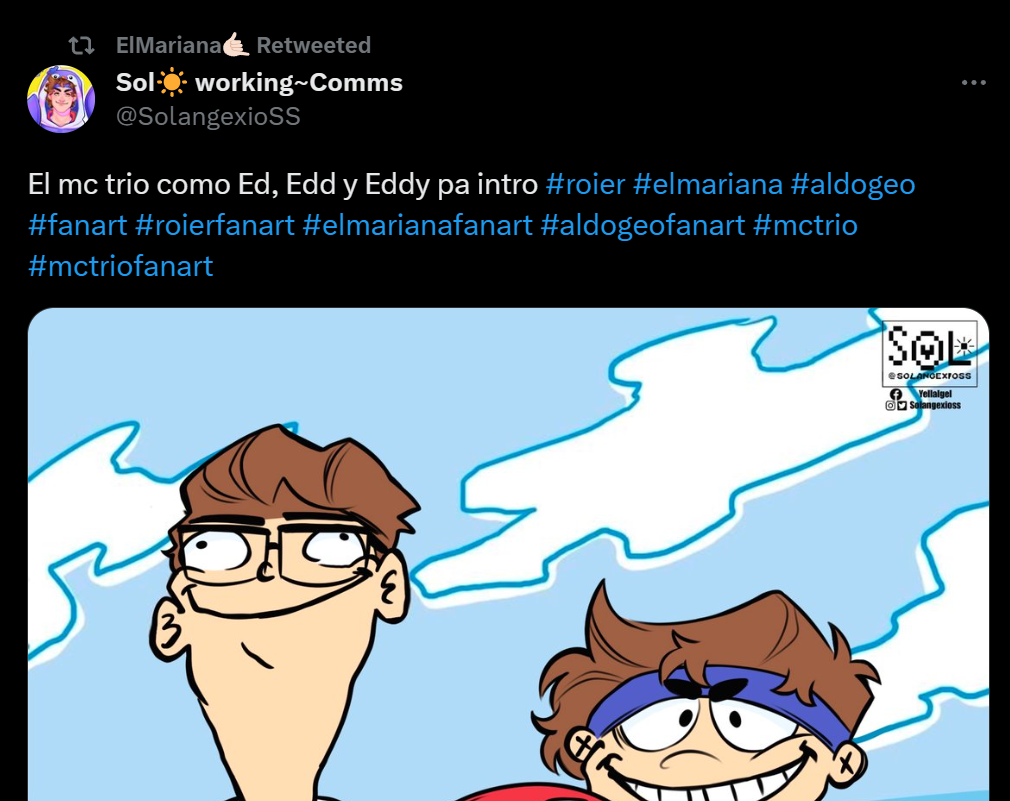 ElMariana🤙🏻 Retweeted
Sol☀️ working~Comms
@SolangexioSS
El mc trio como Ed, Edd y Eddy pa intro #roier #elmariana #aldogeo
#fanart #roierfanart #elmarianafanart #aldogeofanart #mctrio
#mctriofanart
SOL
@SOLANGEXIOSS
Yellalgel
Solangexioss